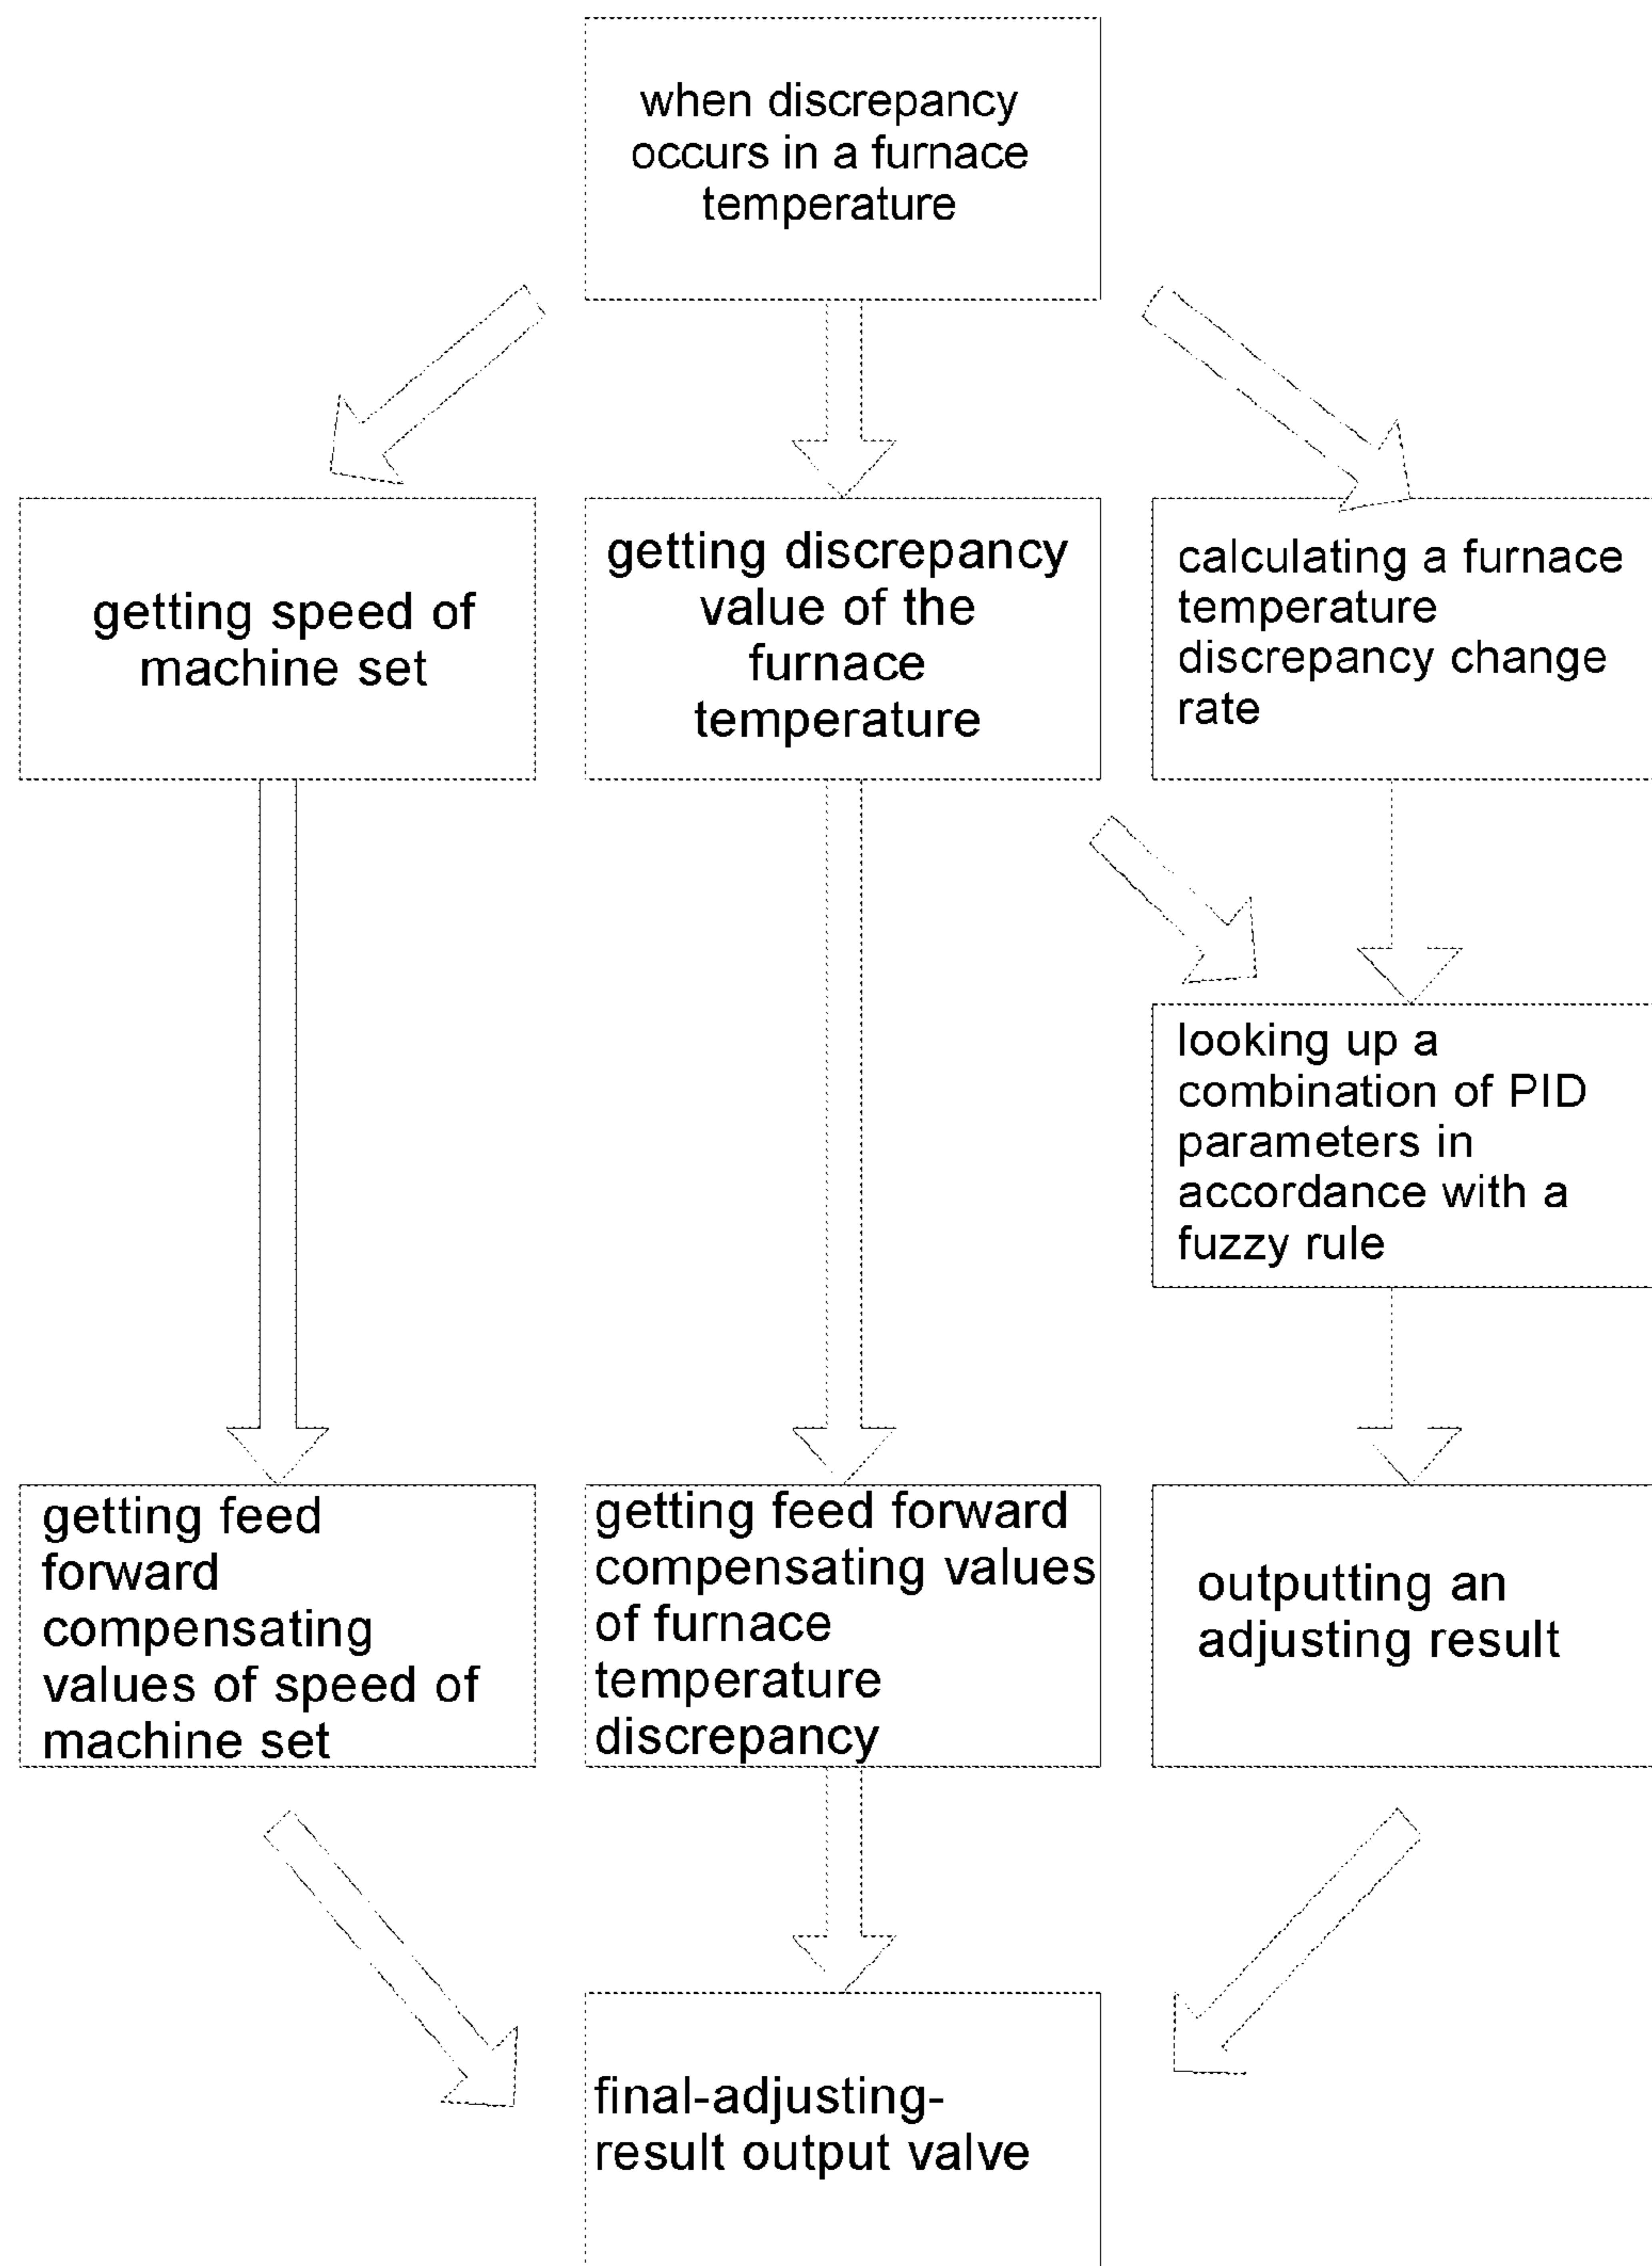 when discrepancy
occurs in a furnace
temperature
getting speed of
machine set
getting discrepancy
value of the
furnace
temperature
calculating a furnace
temperature
discrepancy change
rate
looking up a
combination of PID
parameters in
accordance with a
fuzzy rule
getting feed
forward
compensating
values of speed of
machine set
getting feed forward
compensating values
of furnace
temperature
discrepancy
outputting an
adjusting result
final-adjusting-
result output valve